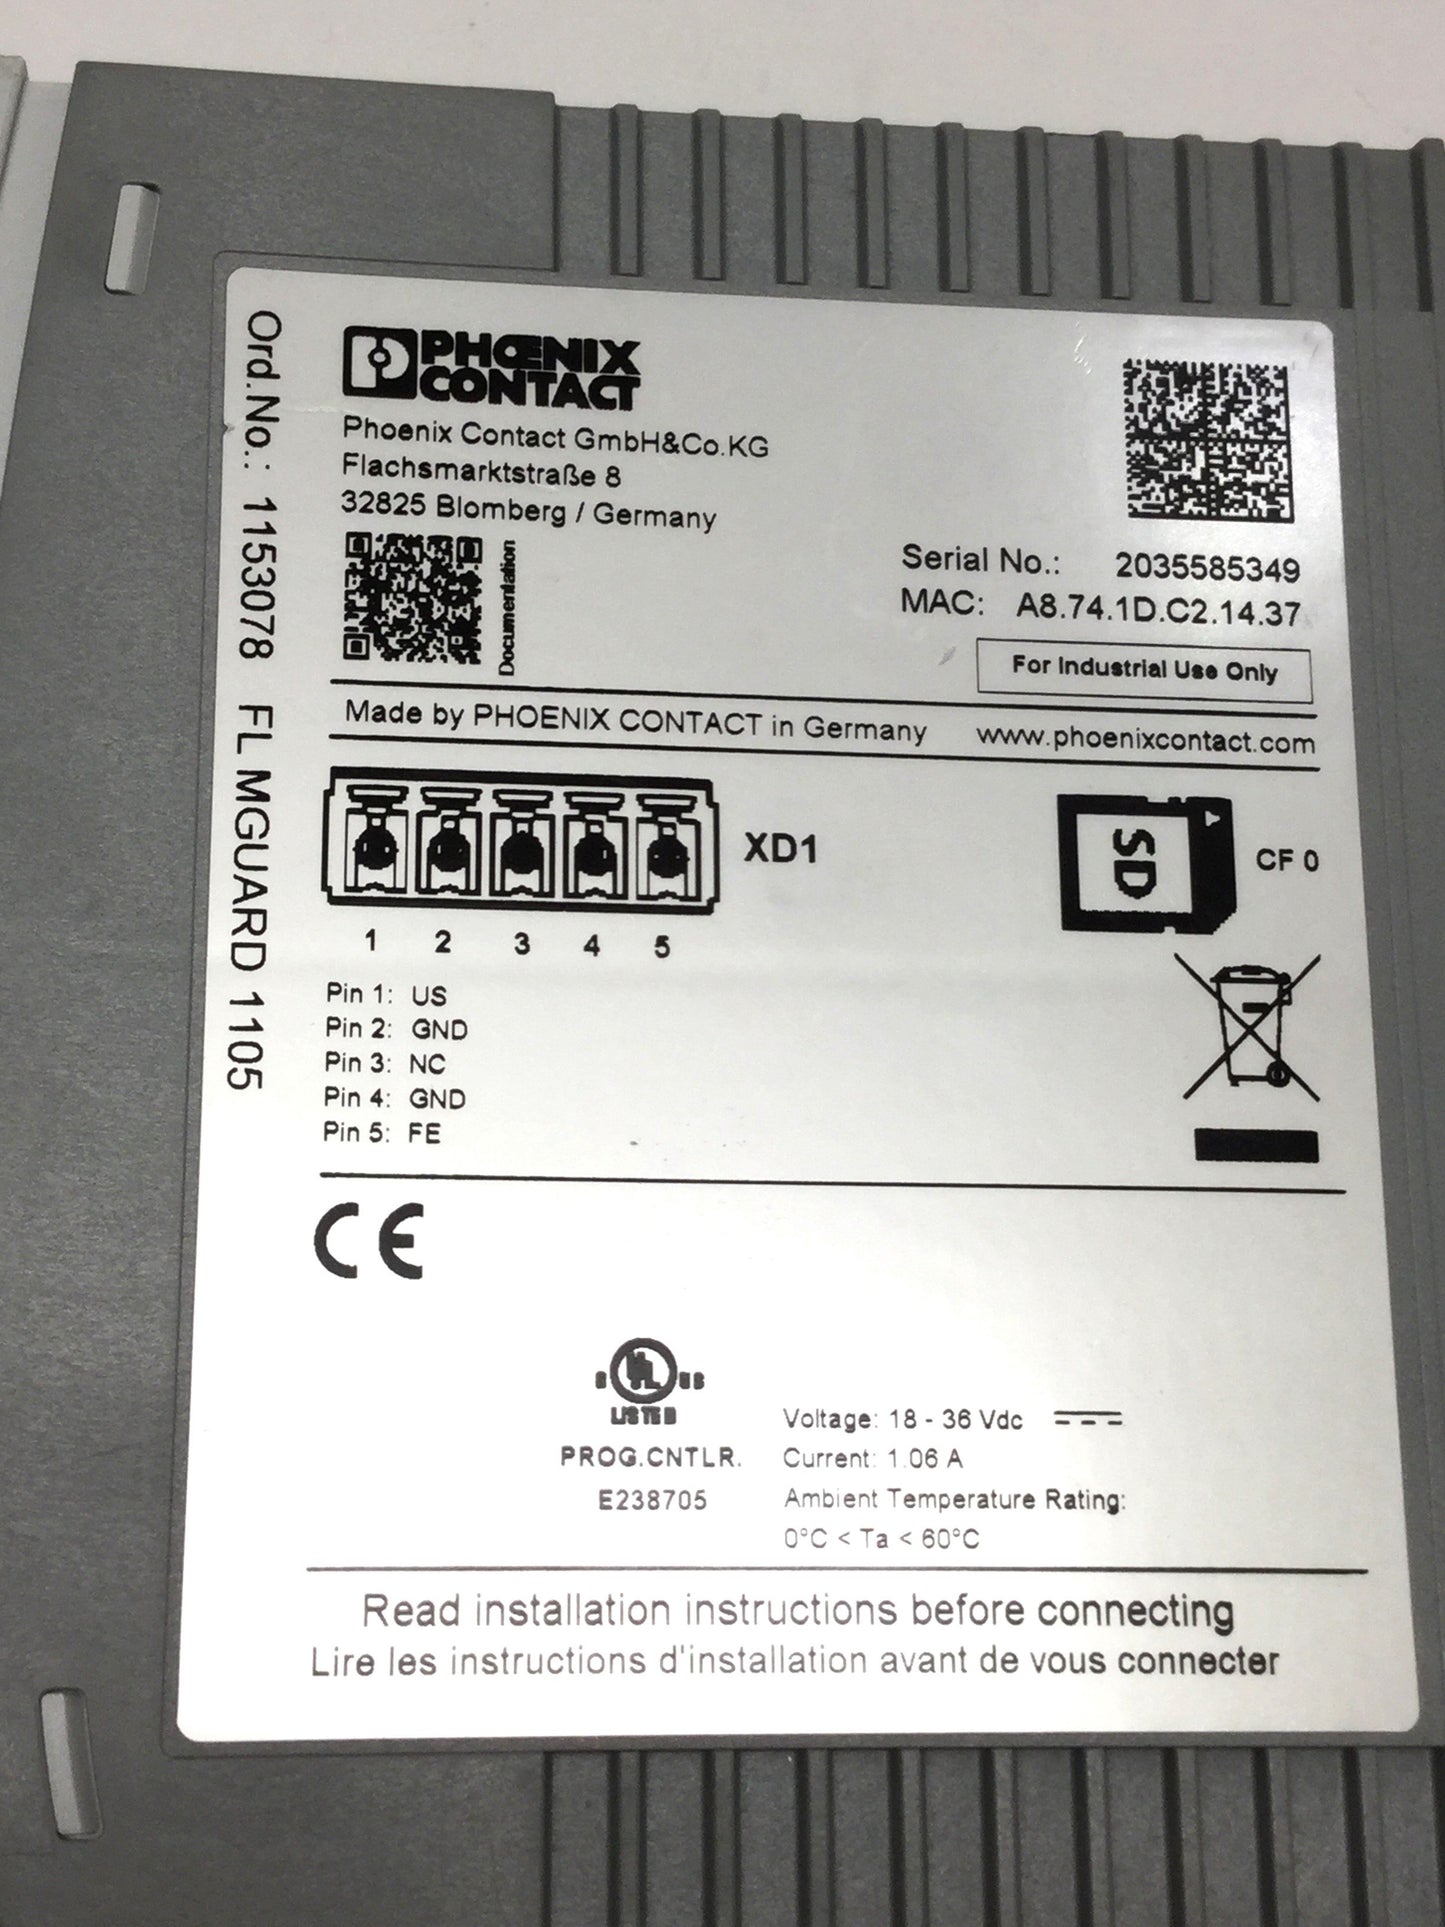 Ord.No.: 1153078 FL MGUARD 1105
PHŒNIX
CONTACT
Phoenix Contact GmbH&Co.KG
Flachsmarktstraße 8
32825 Blomberg / Germany
Documentation
Serial No.: 2035585349
MAC: A8.74.1D.C2.14.37
For Industrial Use Only
Made by PHOENIX CONTACT in Germany www.phoenixcontact.com
XD1
SD
CF 0
1 2 3 4 5
Pin 1: US
Pin 2: GND
Pin 3: NC
Pin 4: GND
Pin 5: FE
CE
UL
LISTED
PROG.CNTLR.
E238705
Voltage: 18 - 36 Vdc
Current: 1.06 A
Ambient Temperature Rating:
0°C < Ta < 60°C
Read installation instructions before connecting
Lire les instructions d'installation avant de vous connecter